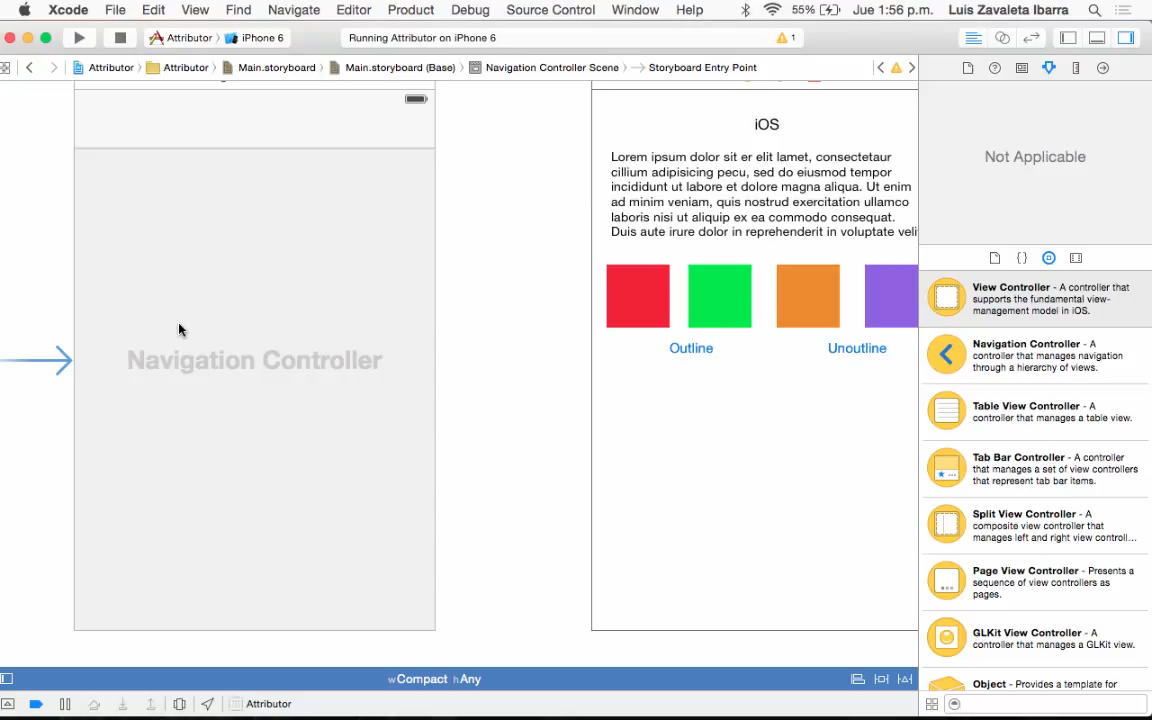 Xcode File Edit View Find Navigate Editor Product Debug Source Control Window Help 55% Jue 1:56 p.m. Luis Zavaleta Ibarra
Attributor iPhone 6 Running Attributor on iPhone 6 1
Attributor Attributor Main.storyboard Main.storyboard (Base) Navigation Controller Scene Storyboard Entry Point
Not Applicable
iOS
Lorem ipsum dolor sit er elit lamet, consectetaur
cillium adipisicing pecu, sed do eiusmod tempor
incididunt ut labore et dolore magna aliqua. Ut enim
ad minim veniam, quis nostrud exercitation ullamco
laboris nisi ut aliquip ex ea commodo consequat.
Duis aute irure dolor in reprehenderit in voluptate veli
Outline Unoutline
Navigation Controller
View Controller - A controller that
supports the fundamental view-
management model in iOS.
Navigation Controller - A
controller that manages navigation
through a hierarchy of views.
Table View Controller - A
controller that manages a table view.
Tab Bar Controller - A controller
that manages a set of view controllers
that represent tab bar items.
Split View Controller - A
composite view controller that
manages left and right view controll...
Page View Controller - Presents a
sequence of view controllers as
pages.
GLKit View Controller - A
controller that manages a GLKit view.
Object - Provides a template for
wCompact hAny
Attributor